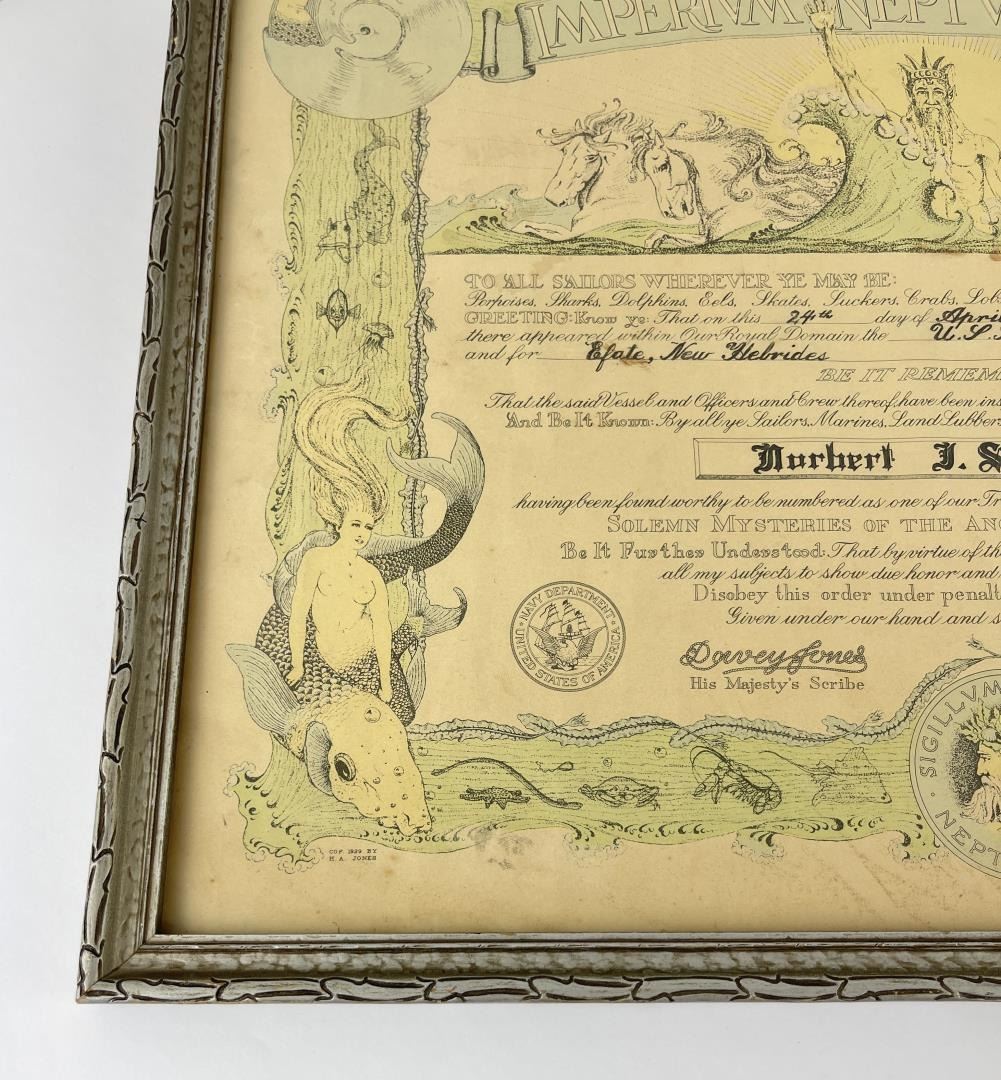 IMPERIVM NEPTV
TO ALL SAILORS WHEREVER YE MAY BE:
Porpoises, Sharks, Dolphins, Eels, Skates, Suckers, Crabs, Lob
GREETING: Know ye: That on this 24th day of April
there appeared within Our Royal Domain the U.S.
and for Efate, New Hebrides
BE IT REMEM
That the said Vessel and Officers and Crew thereof have been ins
And Be It Known: By all ye Sailors, Marines, Land Lubber
Norbert J. S
having been found worthy to be numbered as one of our Tr
SOLEMN MYSTERIES OF THE AN
Be It Further Understood: That by virtue of th
all my subjects to show due honor and
Disobey this order under penalt
Given under our hand and s
NAVY DEPARTMENT
UNITED STATES OF AMERICA
Davey Jones
His Majesty's Scribe
SIGILLVM
NEPT
COP. 1939 BY
H. A. JONES